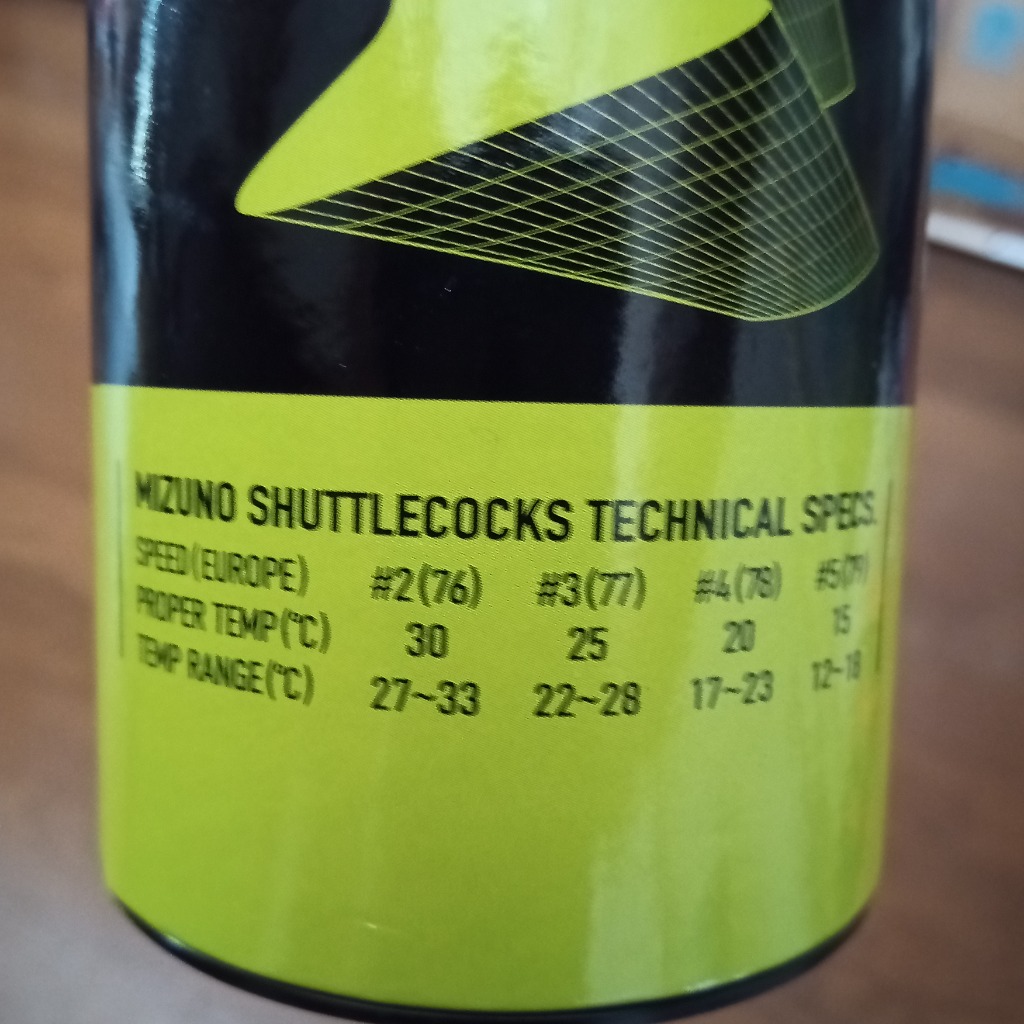 MIZUNO SHUTTLECOCKS TECHNICAL SPECS.
SPEED (EUROPE) #2(76) #3(77) #4(78) #5(79)
PROPER TEMP (℃) 30 25 20 15
TEMP RANGE (℃) 27~33 22~28 17~23 12~18